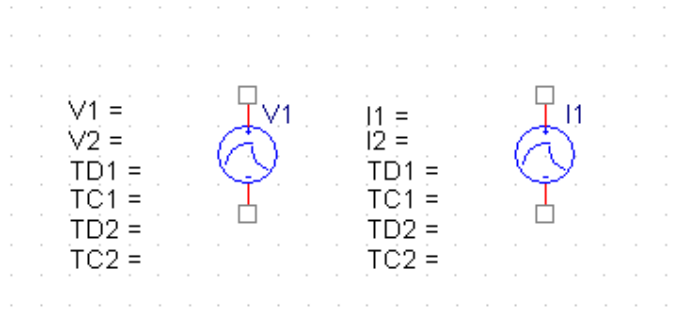 V1 =
V2 =
TD1 =
TC1 =
TD2 =
TC2 =
V1
I1 =
I2 =
TD1 =
TC1 =
TD2 =
TC2 =
I1